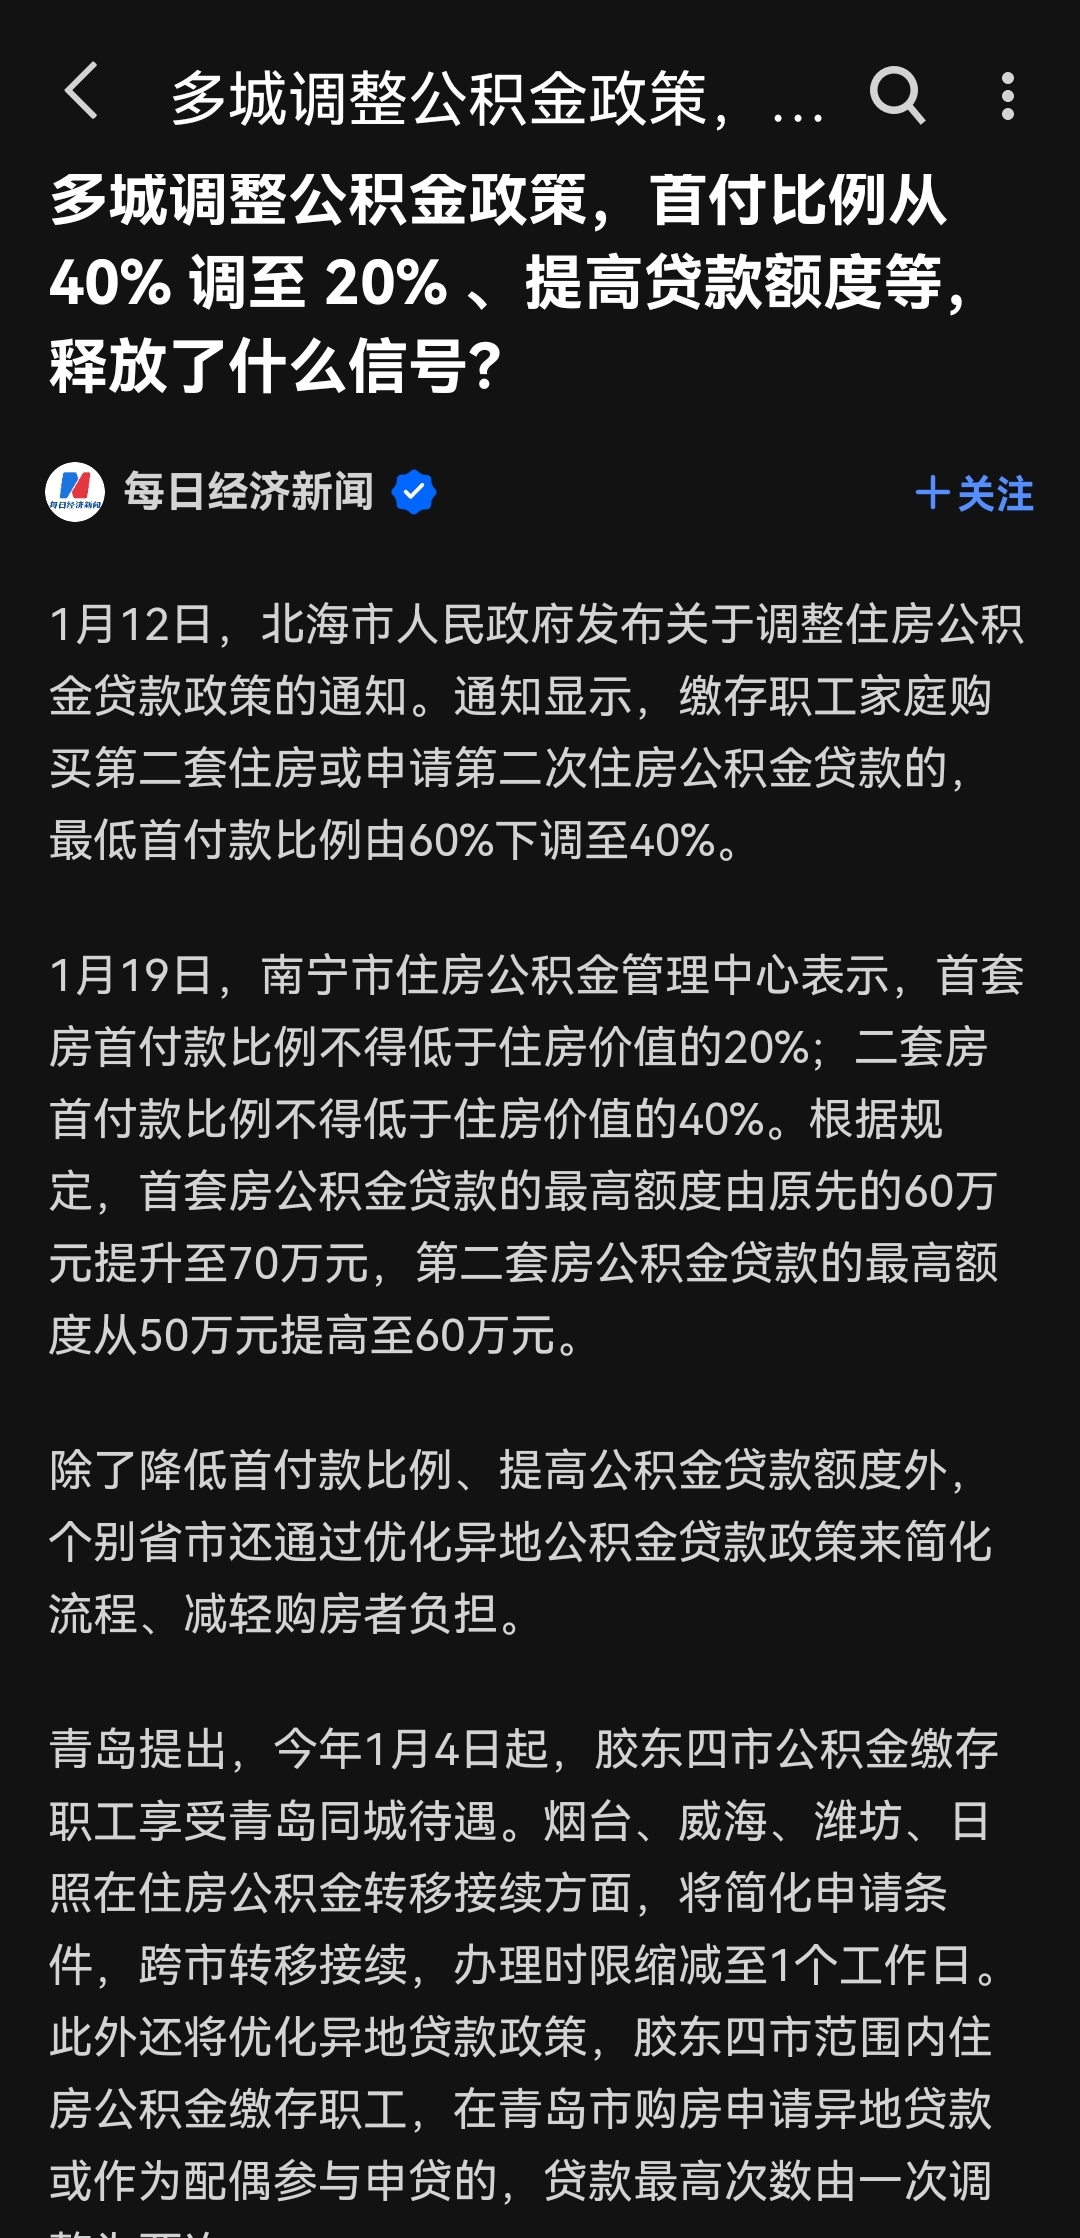 多城调整公积金政策，...
多城调整公积金政策，首付比例从
40% 调至 20% 、提高贷款额度等，
释放了什么信号？
每日经济新闻
每日经济新闻
+关注
1月12日，北海市人民政府发布关于调整住房公积
金贷款政策的通知。通知显示，缴存职工家庭购
买第二套住房或申请第二次住房公积金贷款的，
最低首付款比例由60%下调至40%。
1月19日，南宁市住房公积金管理中心表示，首套
房首付款比例不得低于住房价值的20%；二套房
首付款比例不得低于住房价值的40%。根据规
定，首套房公积金贷款的最高额度由原先的60万
元提升至70万元，第二套房公积金贷款的最高额
度从50万元提高至60万元。
除了降低首付款比例、提高公积金贷款额度外，
个别省市还通过优化异地公积金贷款政策来简化
流程、减轻购房者负担。
青岛提出，今年1月4日起，胶东四市公积金缴存
职工享受青岛同城待遇。烟台、威海、潍坊、日
照在住房公积金转移接续方面，将简化申请条
件，跨市转移接续，办理时限缩减至1个工作日。
此外还将优化异地贷款政策，胶东四市范围内住
房公积金缴存职工，在青岛市购房申请异地贷款
或作为配偶参与申贷的，贷款最高次数由一次调